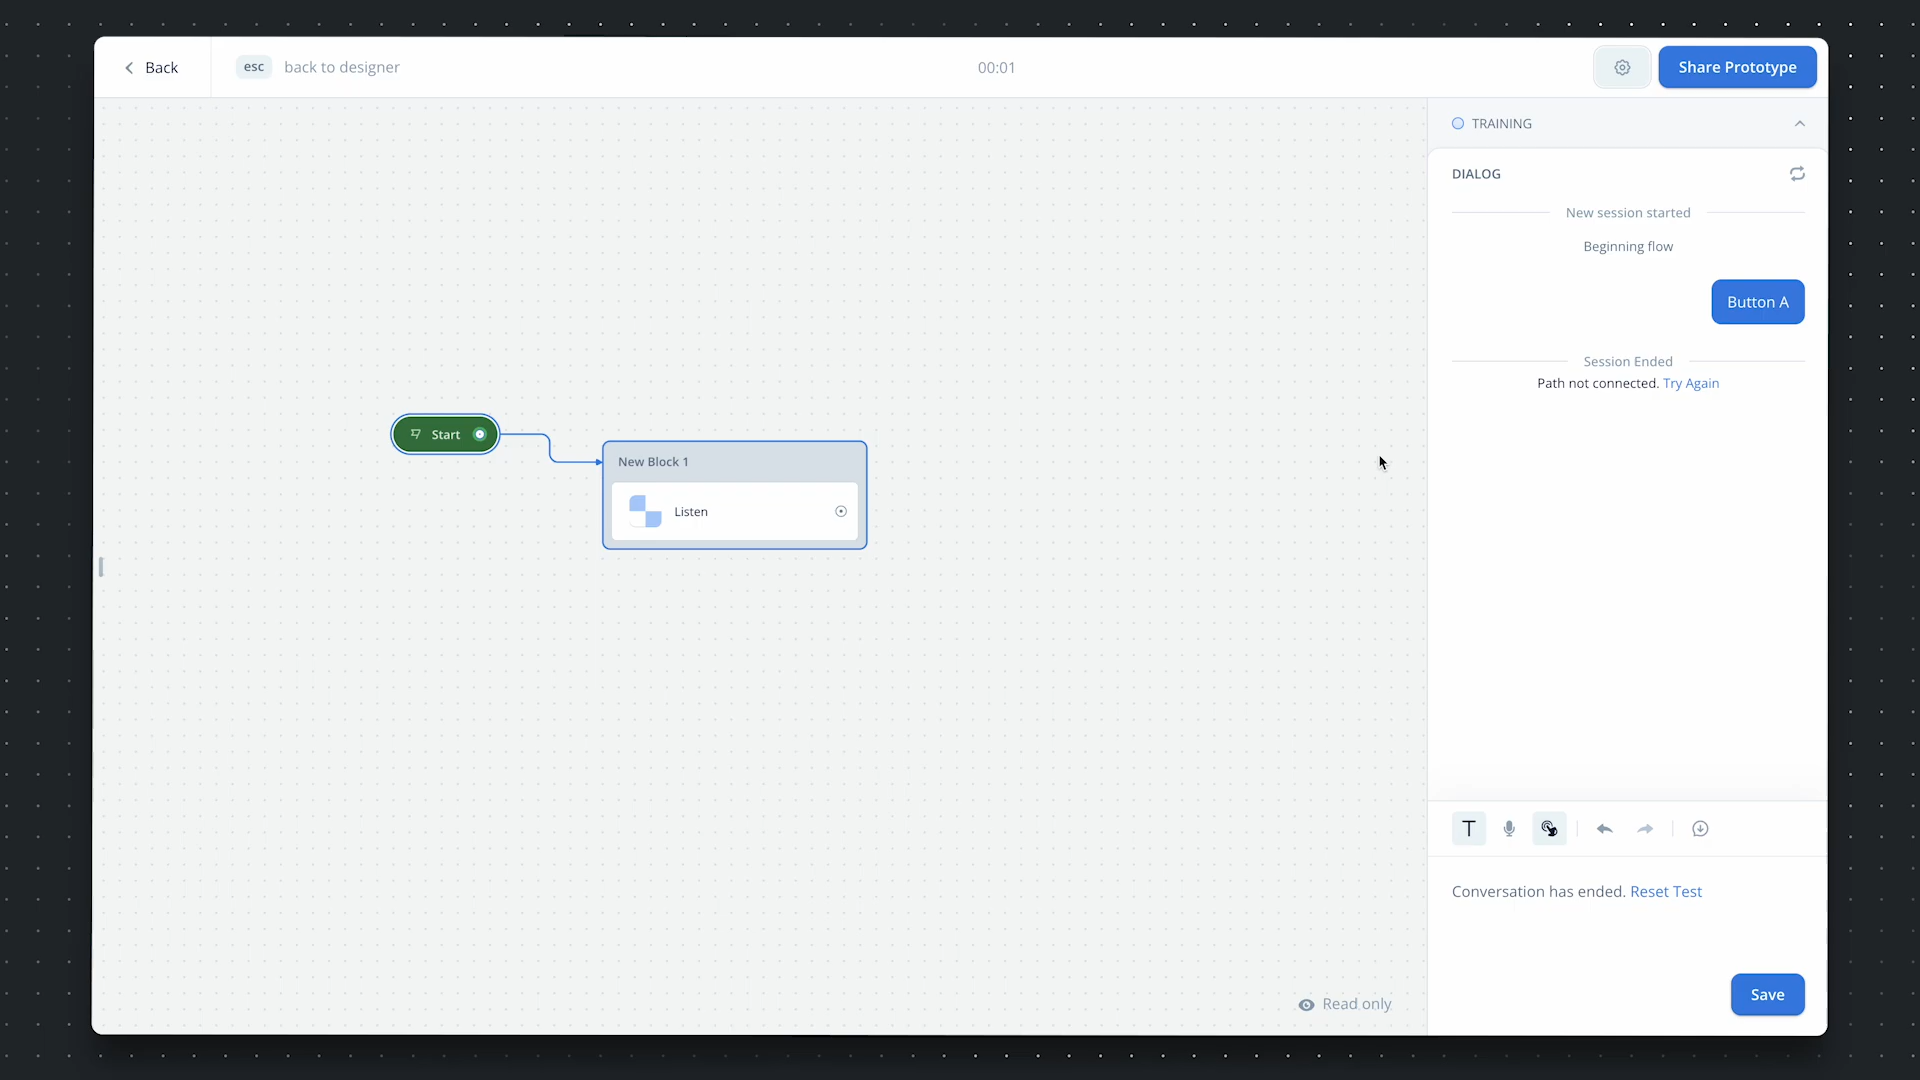 Back
esc back to designer
00:01
Share Prototype
TRAINING
DIALOG
New session started
Beginning flow
Button A
Session Ended
Path not connected. Try Again
Start
New Block 1
Listen
T
Conversation has ended. Reset Test
Save
Read only